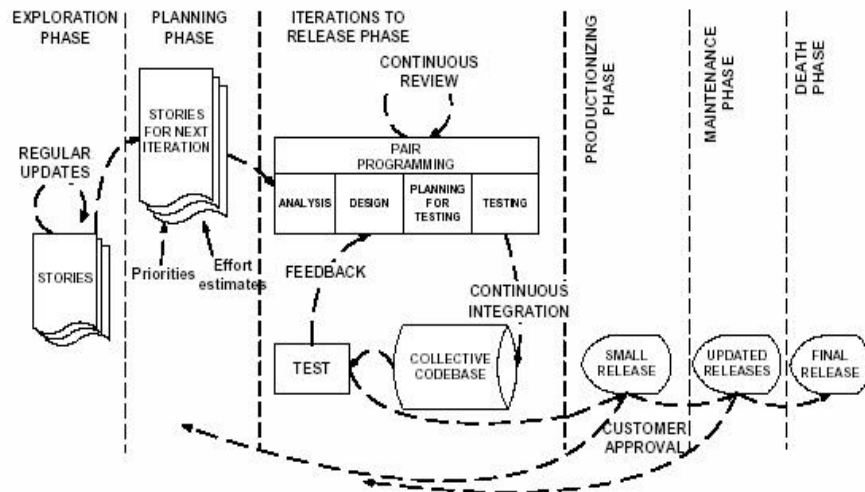 EXPLORATION
PHASE
PLANNING
PHASE
ITERATIONS TO
RELEASE PHASE
PRODUCTIONIZING
PHASE
MAINTENANCE
PHASE
DEATH
PHASE
CONTINUOUS
REVIEW
REGULAR
UPDATES
STORIES
FOR NEXT
ITERATION
PAIR
PROGRAMMING
ANALYSIS
DESIGN
PLANNING
FOR
TESTING
TESTING
STORIES
Priorities
Effort
estimates
FEEDBACK
CONTINUOUS
INTEGRATION
TEST
COLLECTIVE
CODEBASE
SMALL
RELEASE
UPDATED
RELEASES
FINAL
RELEASE
CUSTOMER
APPROVAL